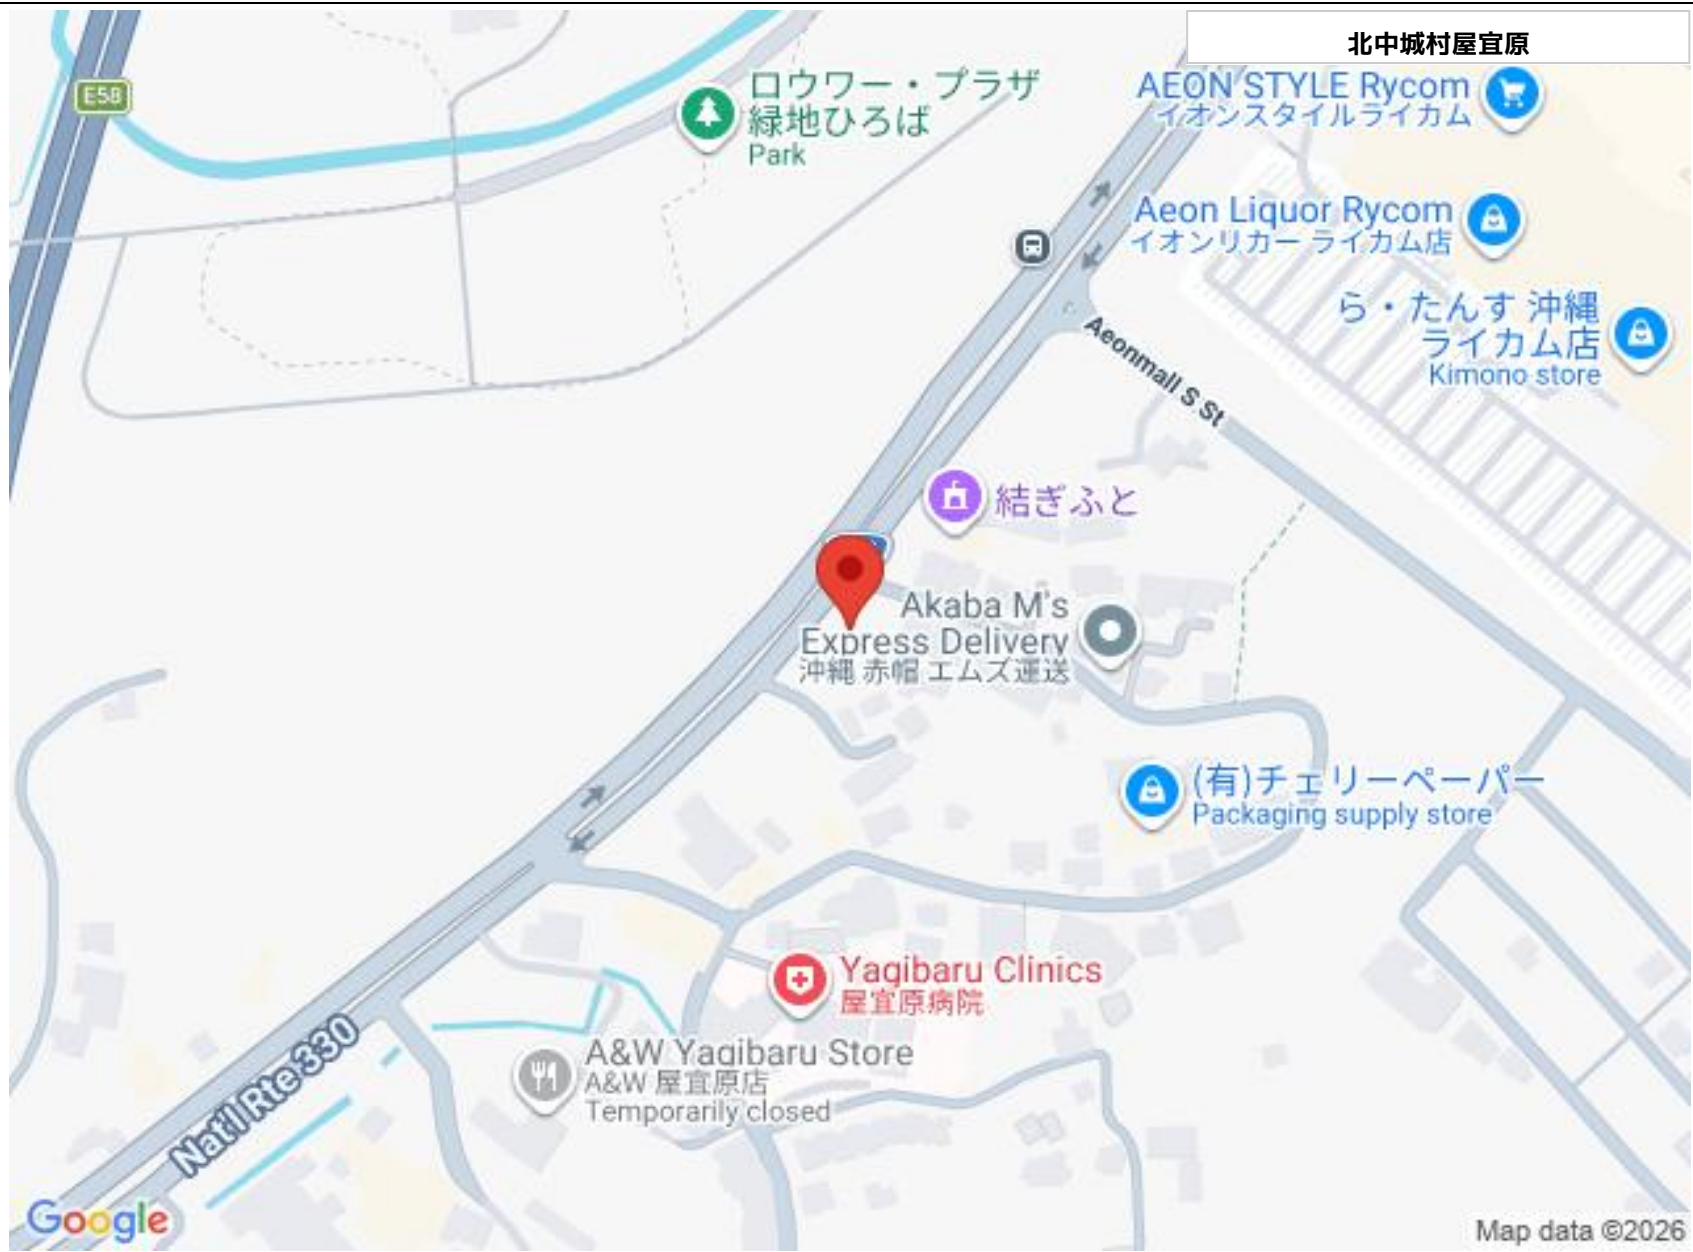 北中城村屋宜原
E58
ロウワー・プラザ
緑地ひろば
Park
AEON STYLE Rycom
イオンスタイルライカム
Aeon Liquor Rycom
イオンリカー ライカム店
ら・たんす 沖縄
ライカム店
Kimono store
Aeonmall S St
結ぎふと
Akaba M's
Express Delivery
沖縄 赤帽 エムズ運送
(有)チェリーペーパー
Packaging supply store
Yagibaru Clinics
屋宜原病院
A&W Yagibaru Store
A&W 屋宜原店
Temporarily closed
Nat'l Rte 330
Google
Map data ©2026